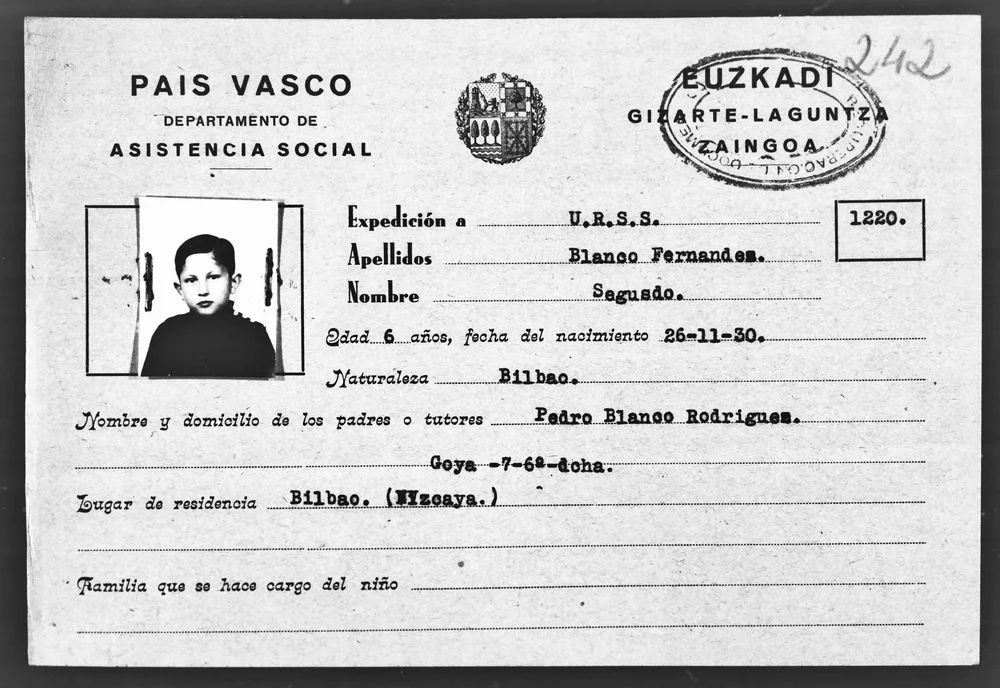 242
PAIS VASCO
DEPARTAMENTO DE
ASISTENCIA SOCIAL
EUZKADI
GIZARTE-LAGUNTZA
ZAINGOA
Expedición a U.R.S.S.
1220.
Apellidos Blanco Fernandez.
Nombre Segundo.
Edad 6 años, fecha del nacimiento 26-11-30.
Naturaleza Bilbao.
Nombre y domicilio de los padres o tutores Pedro Blanco Rodriguez.
Goya -7-6ª-dcha.
Lugar de residencia Bilbao. (Vizcaya.)
Familia que se hace cargo del niño